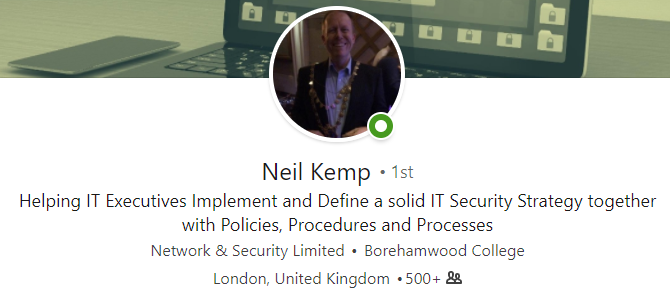 Neil Kemp • 1st
Helping IT Executives Implement and Define a solid IT Security Strategy together
with Policies, Procedures and Processes
Network & Security Limited • Borehamwood College
London, United Kingdom • 500+